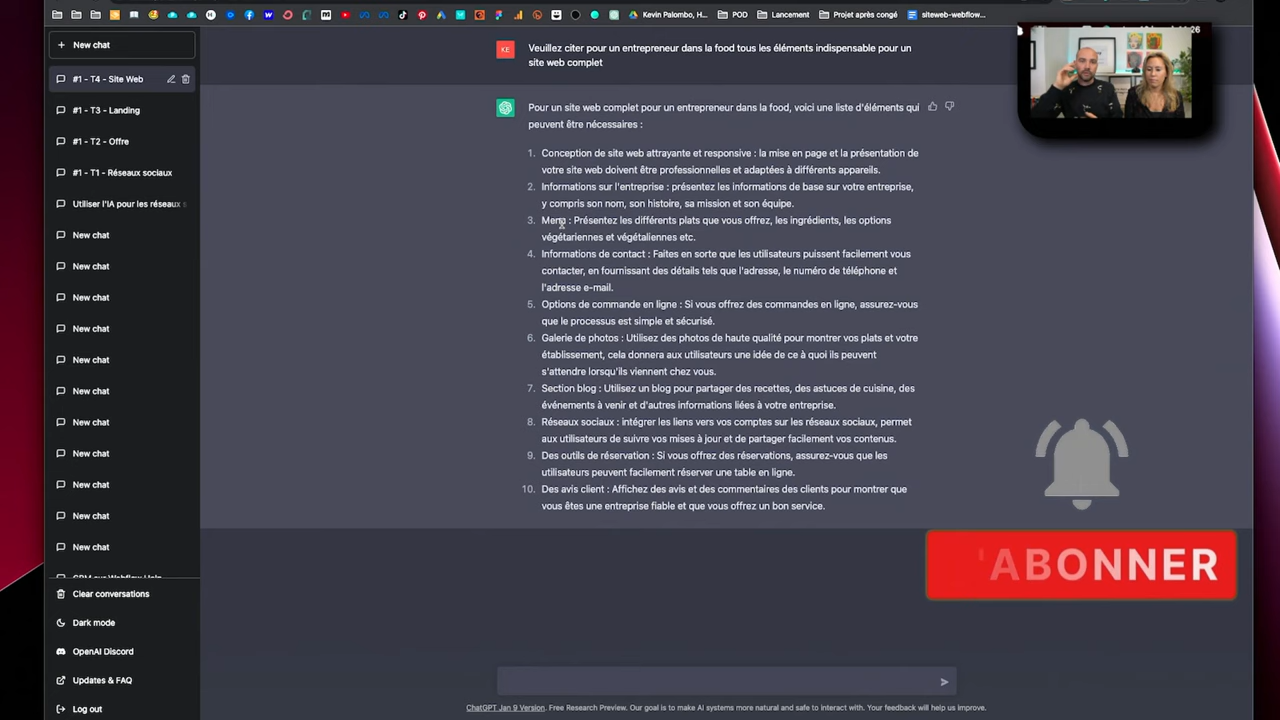 Kevin Palombo, H...
POD
Lancement
Projet après congé
siteweb-webflow...
New chat
#1 - T4 - Site Web
#1 - T3 - Landing
#1 - T2 - Offre
#1 - T1 - Réseaux sociaux
Utiliser l'IA pour les réseaux s
New chat
New chat
New chat
New chat
New chat
New chat
New chat
New chat
New chat
New chat
New chat
Clear conversations
Dark mode
OpenAI Discord
Updates & FAQ
Log out
KE
Veuillez citer pour un entrepreneur dans la food tous les éléments indispensable pour un
site web complet
Pour un site web complet pour un entrepreneur dans la food, voici une liste d'éléments qui
peuvent être nécessaires :
1. Conception de site web attrayante et responsive : la mise en page et la présentation de
votre site web doivent être professionnelles et adaptées à différents appareils.
2. Informations sur l'entreprise : présentez les informations de base sur votre entreprise,
y compris son nom, son histoire, sa mission et son équipe.
3. Menu : Présentez les différents plats que vous offrez, les ingrédients, les options
végétariennes et végétaliennes etc.
4. Informations de contact : Faites en sorte que les utilisateurs puissent facilement vous
contacter, en fournissant des détails tels que l'adresse, le numéro de téléphone et
l'adresse e-mail.
5. Options de commande en ligne : Si vous offrez des commandes en ligne, assurez-vous
que le processus est simple et sécurisé.
6. Galerie de photos : Utilisez des photos de haute qualité pour montrer vos plats et votre
établissement, cela donnera aux utilisateurs une idée de ce à quoi ils peuvent
s'attendre lorsqu'ils viennent chez vous.
7. Section blog : Utilisez un blog pour partager des recettes, des astuces de cuisine, des
événements à venir et d'autres informations liées à votre entreprise.
8. Réseaux sociaux : intégrer les liens vers vos comptes sur les réseaux sociaux, permet
aux utilisateurs de suivre vos mises à jour et de partager facilement vos contenus.
9. Des outils de réservation : Si vous offrez des réservations, assurez-vous que les
utilisateurs peuvent facilement réserver une table en ligne.
10. Des avis client : Affichez des avis et des commentaires des clients pour montrer que
vous êtes une entreprise fiable et que vous offrez un bon service.
'ABONNER
ChatGPT Jan 9 Version. Free Research Preview. Our goal is to make AI systems more natural and safe to interact with. Your feedback will help us improve.